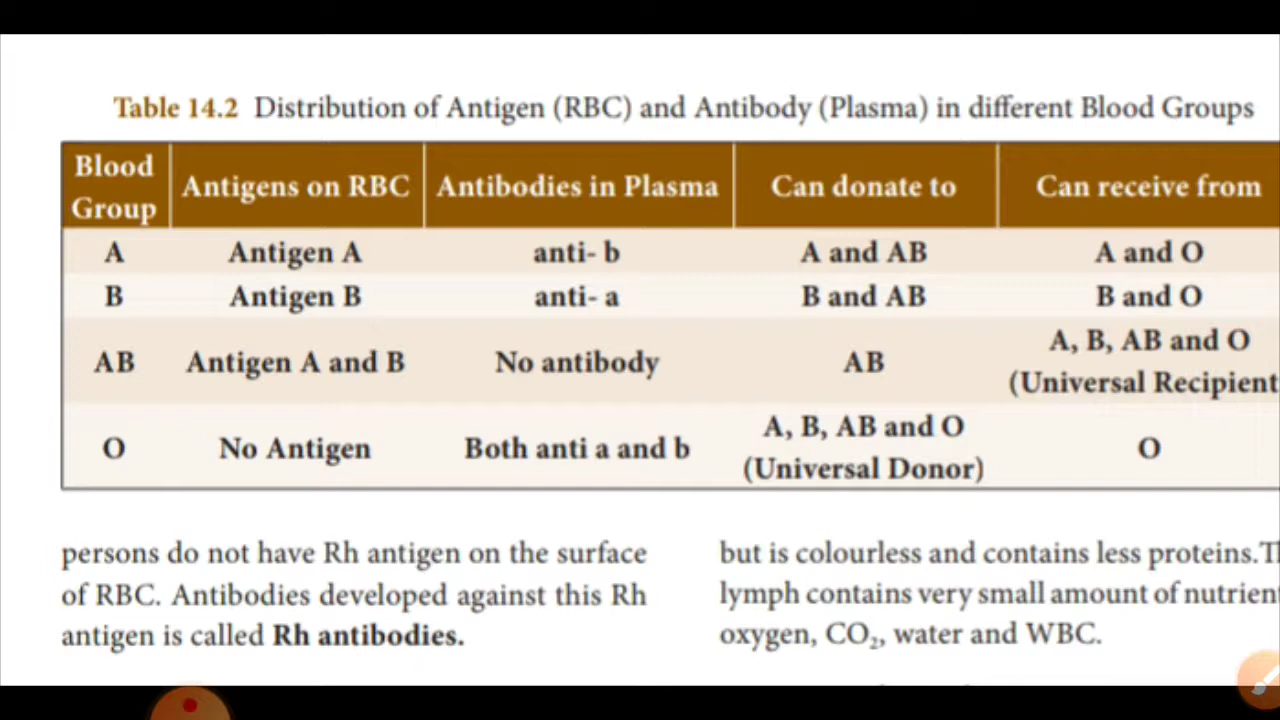 Table 14.2 Distribution of Antigen (RBC) and Antibody (Plasma) in different Blood Groups
Blood Group Antigens on RBC Antibodies in Plasma Can donate to Can receive from
A Antigen A anti- b A and AB A and O
B Antigen B anti- a B and AB B and O
AB Antigen A and B No antibody AB A, B, AB and O (Universal Recipient
O No Antigen Both anti a and b A, B, AB and O (Universal Donor) O
persons do not have Rh antigen on the surface
of RBC. Antibodies developed against this Rh
antigen is called Rh antibodies.
but is colourless and contains less proteins.
lymph contains very small amount of
oxygen, CO₂, water and WBC.